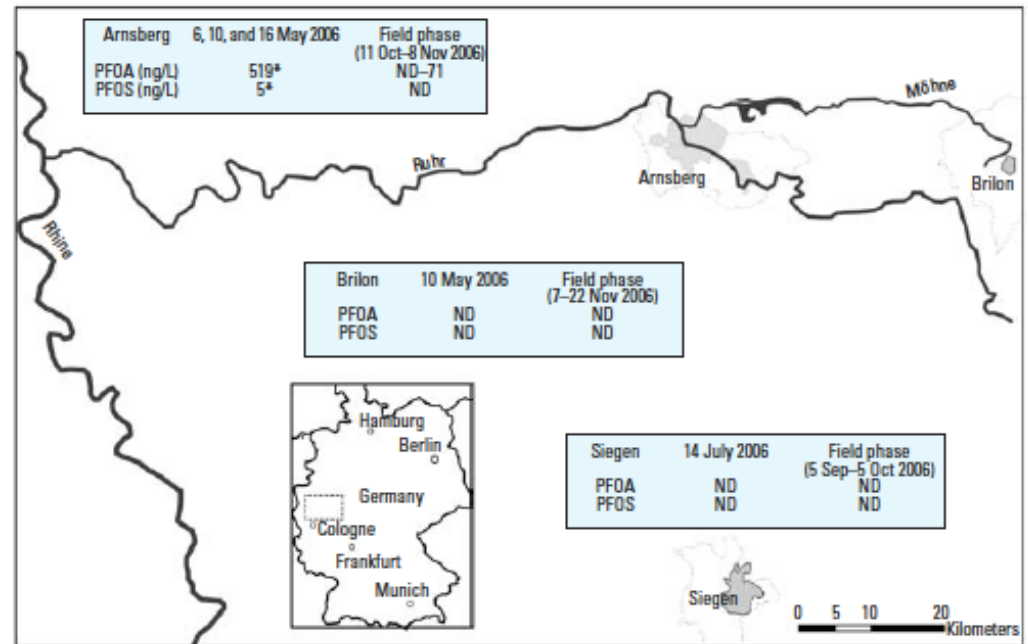 Arnsberg 6, 10, and 16 May 2006 Field phase
(11 Oct–8 Nov 2006)
PFOA (ng/L) 519* ND–71
PFOS (ng/L) 5* ND
Möhne
Ruhr
Arnsberg
Brilon
Rhine
Brilon 10 May 2006 Field phase
(7–22 Nov 2006)
PFOA ND ND
PFOS ND ND
Hamburg
Berlin
Germany
Cologne
Frankfurt
Munich
Siegen 14 July 2006 Field phase
(5 Sep–5 Oct 2006)
PFOA ND ND
PFOS ND ND
Siegen
0 5 10 20
Kilometers